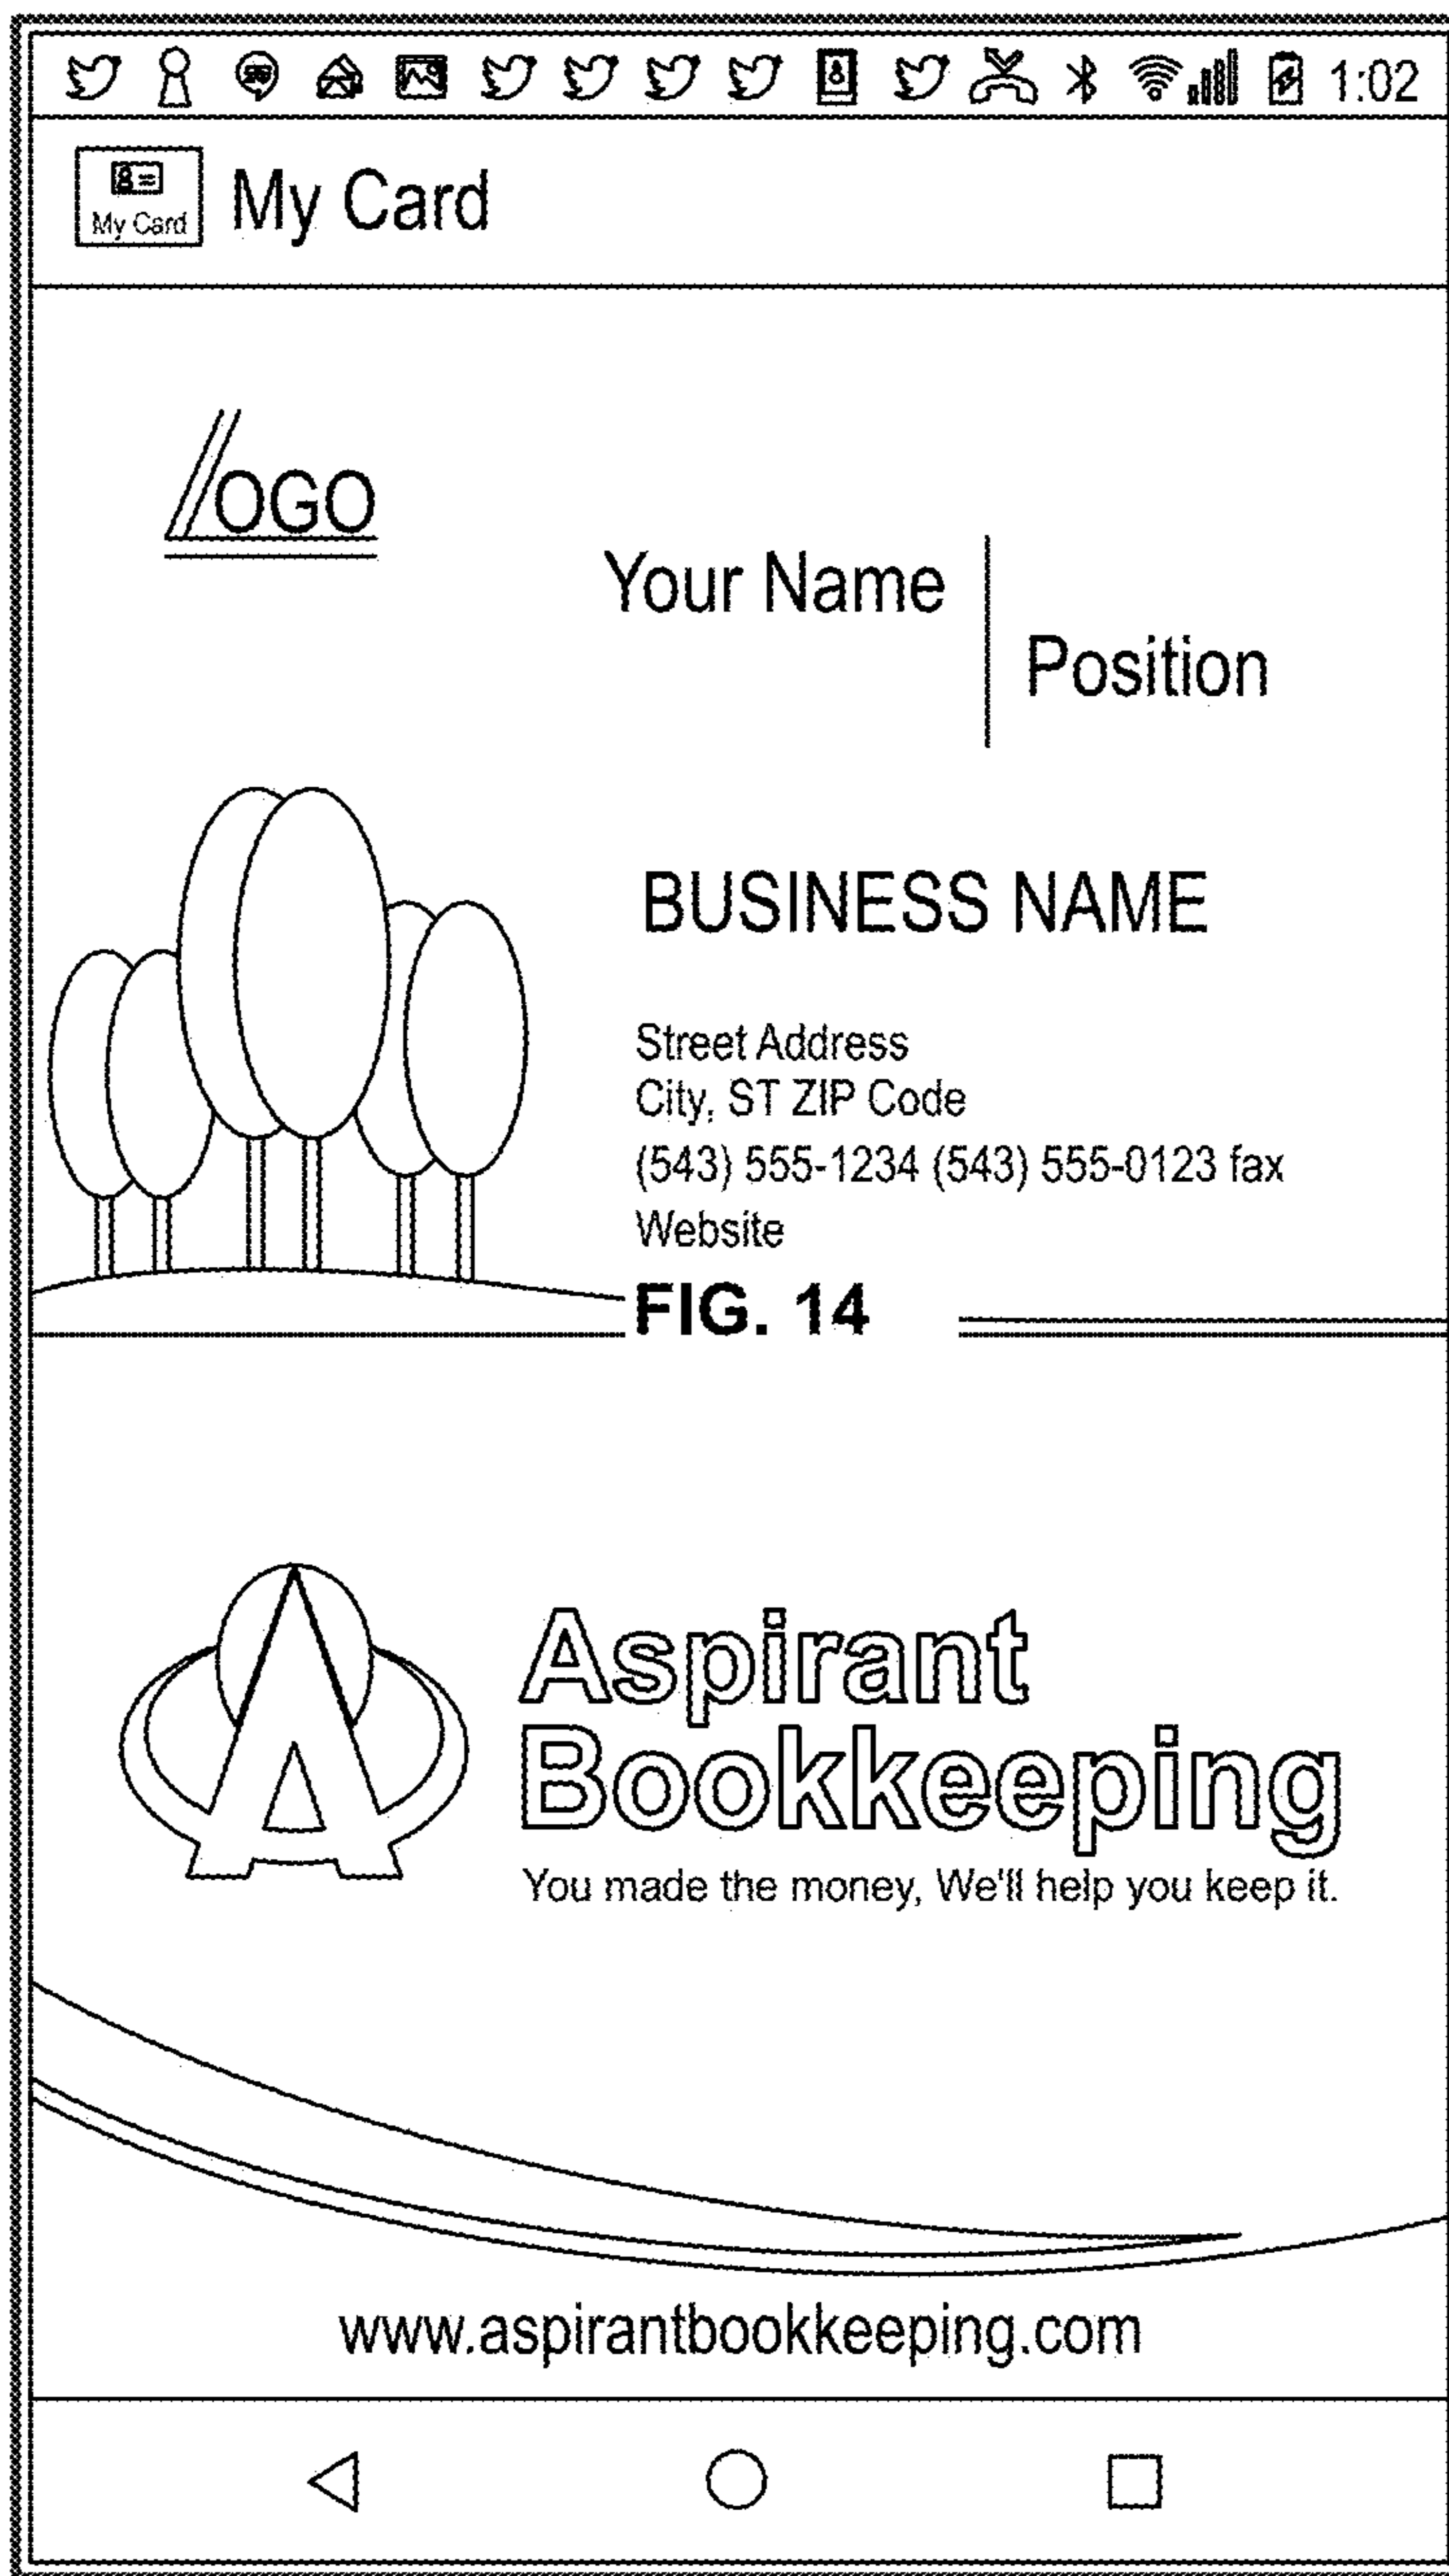 1:02
My Card
My Card
LOGO
Your Name
Position
BUSINESS NAME
Street Address
City, ST ZIP Code
(543) 555-1234 (543) 555-0123 fax
Website
FIG. 14
Aspirant
Bookkeeping
You made the money, We'll help you keep it.
www.aspirantbookkeeping.com